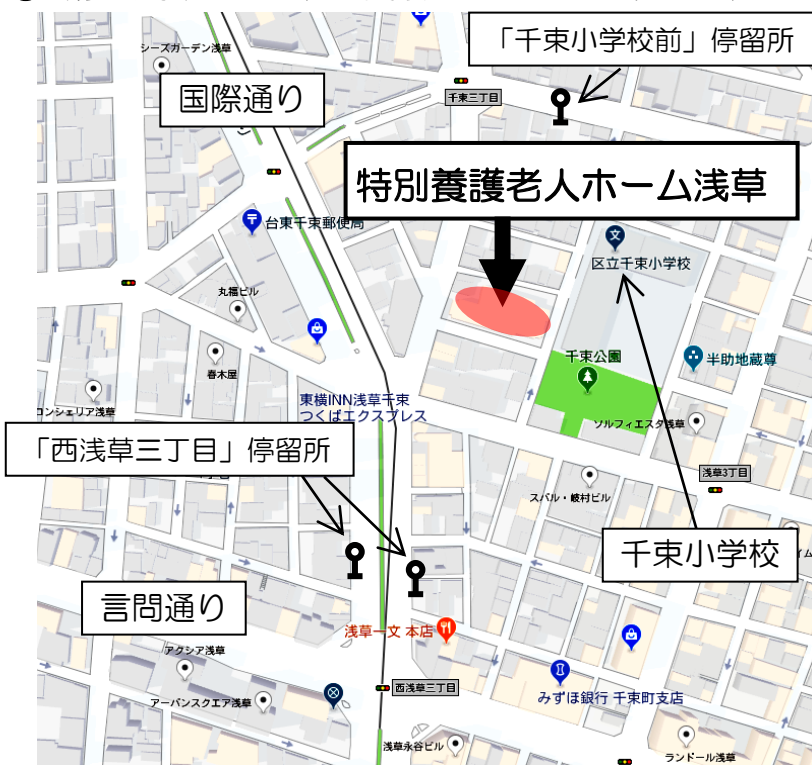 シーズガーデン浅草
「千束小学校前」停留所
国際通り
千束三丁目
特別養護老人ホーム浅草
台東千束郵便局
区立千束小学校
丸福ビル
千束公園
半助地蔵尊
春木屋
東横INN浅草千束
つくばエクスプレス
コンシェリア浅草
ソルフィエスタ浅草
「西浅草三丁目」停留所
浅草3丁目
スバル・岐村ビル
千束小学校
言問通り
浅草一文 本店
アクシア浅草
西浅草三丁目
アーバンスクエア浅草
みずほ銀行 千束町支店
浅草永谷ビル
ランドール浅草